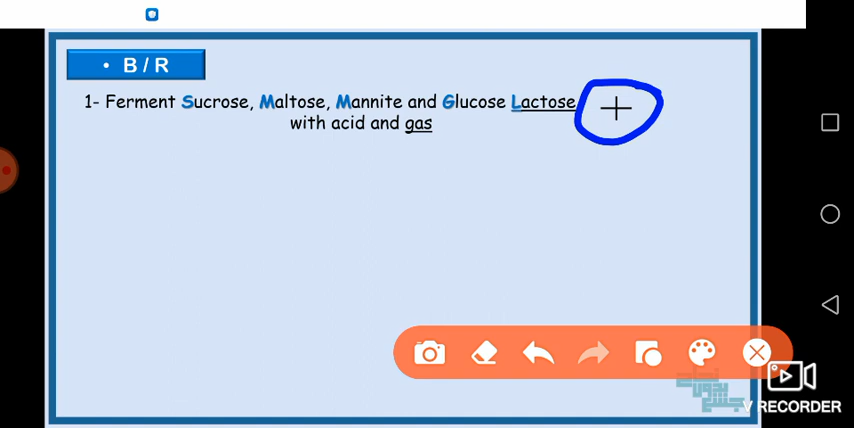 • B / R
1- Ferment Sucrose, Maltose, Mannite and Glucose Lactose +
with acid and gas
V RECORDER